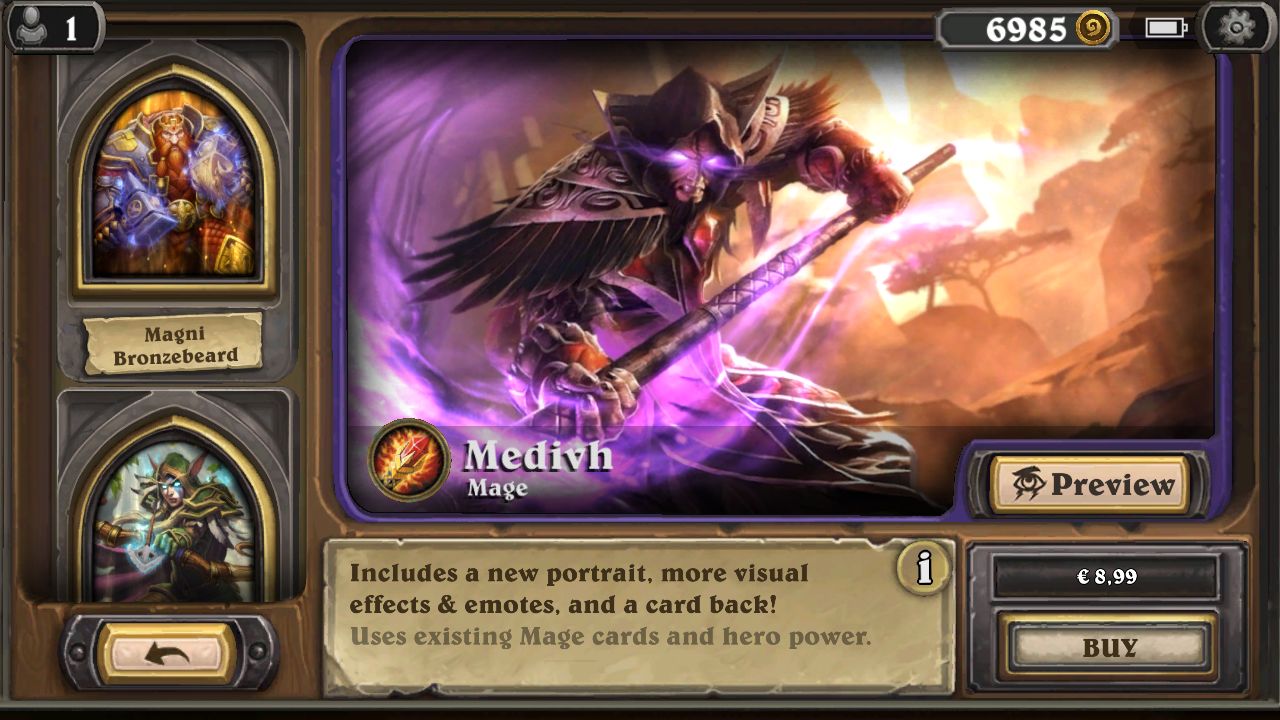 1
6985
Magni
Bronzebeard
Medivh
Mage
Preview
Includes a new portrait, more visual
effects & emotes, and a card back!
Uses existing Mage cards and hero power.
i
€ 8,99
BUY